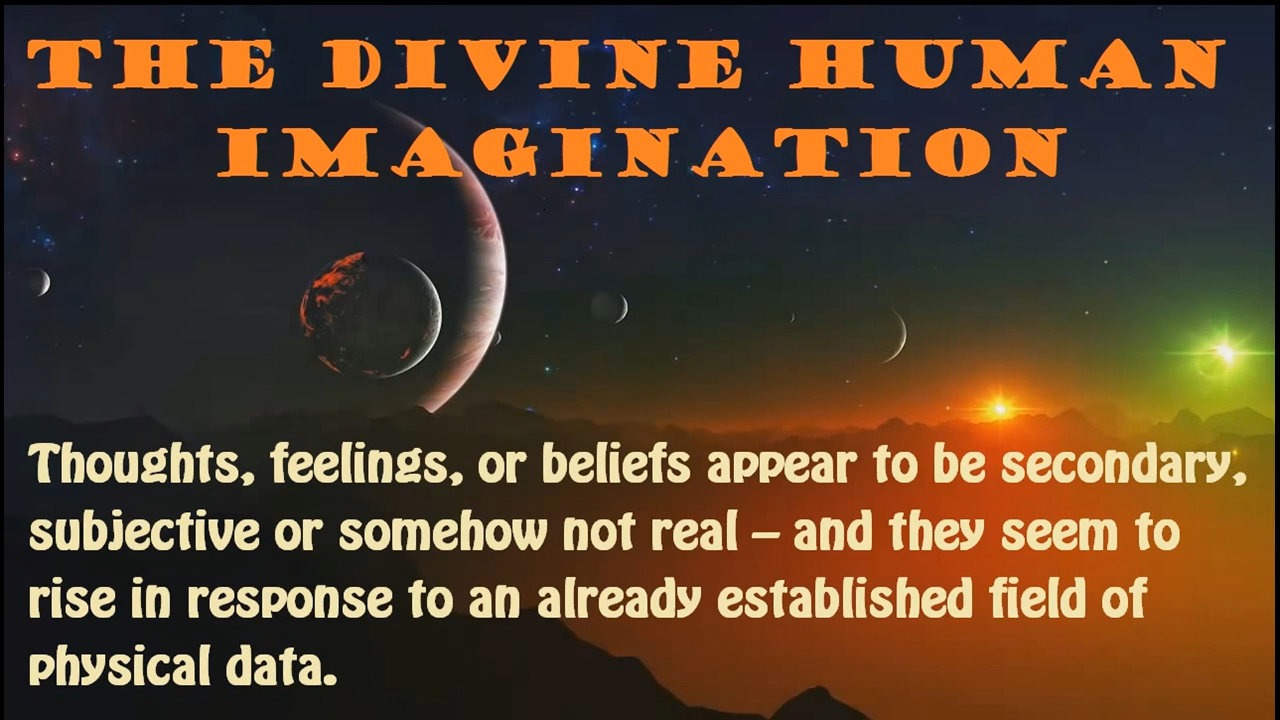 THE DIVINE HUMAN
IMAGINATION
Thoughts, feelings, or beliefs appear to be secondary,
subjective or somehow not real – and they seem to
rise in response to an already established field of
physical data.